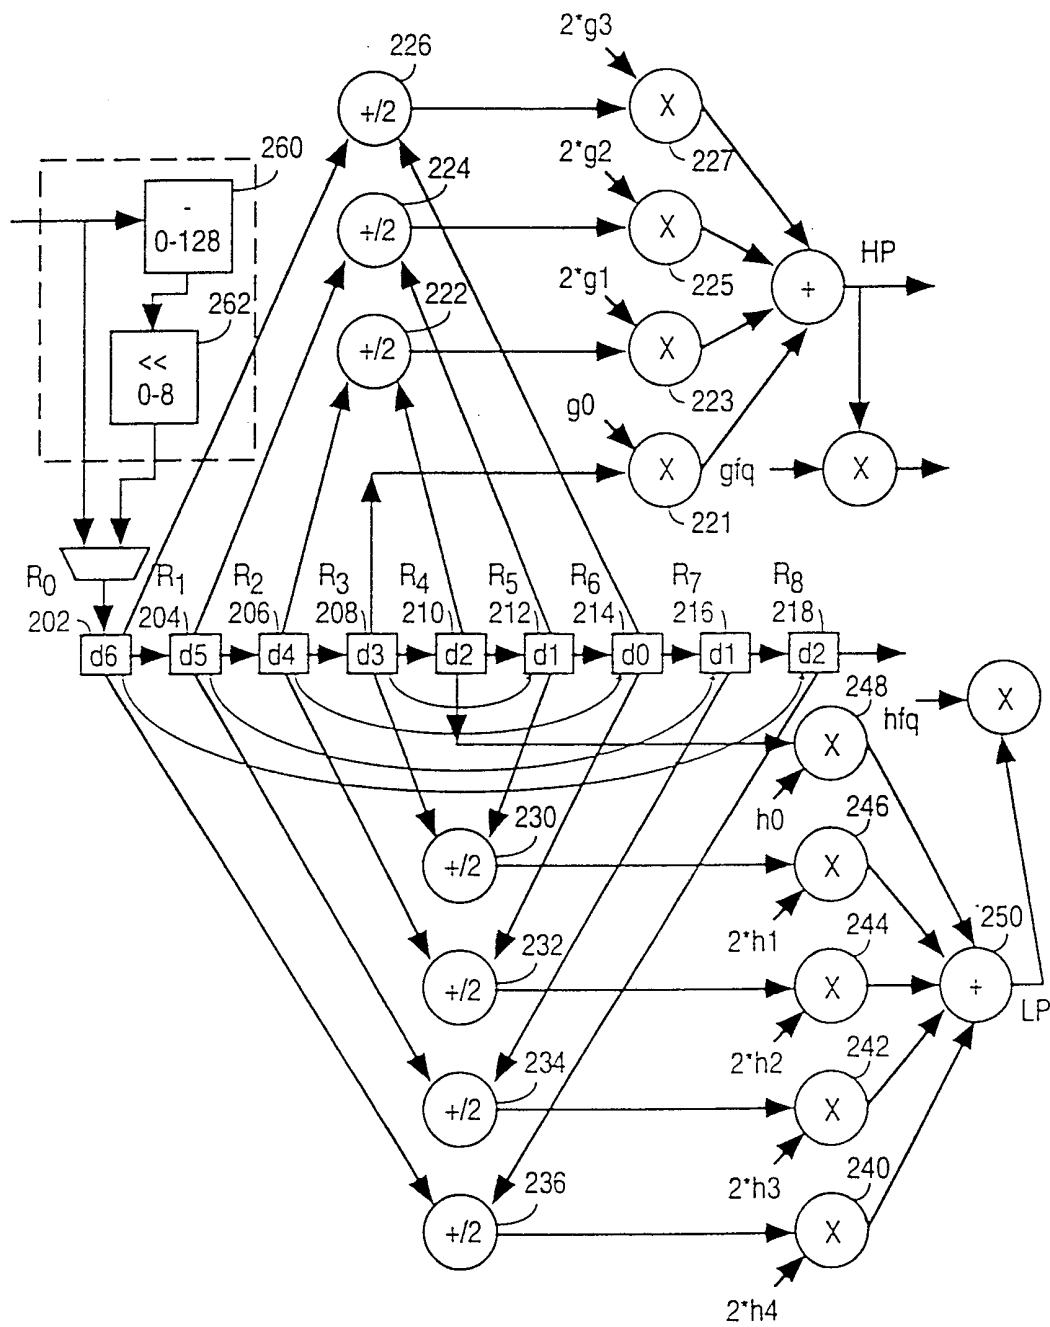 2*g3
226
+/2
X
227
260
-
0-128
224
2*g2
+/2
X
225
HP
+
262
<<
0-8
222
2*g1
+/2
X
223
g0
X
221
gfq
X
R0
R1
R2
R3
R4
R5
R6
R7
R8
202
204
206
208
210
212
214
216
218
d6
d5
d4
d3
d2
d1
d0
d1
d2
248
hfq
X
X
h0
230
246
+/2
X
2*h1
232
244
250
+/2
X
+
LP
2*h2
234
242
+/2
X
2*h3
236
240
+/2
X
2*h4